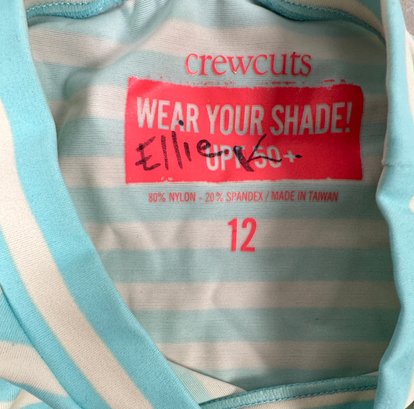 crewcuts
WEAR YOUR SHADE!
Ellie K.
UPF 50+
80% NYLON - 20% SPANDEX / MADE IN TAIWAN
12